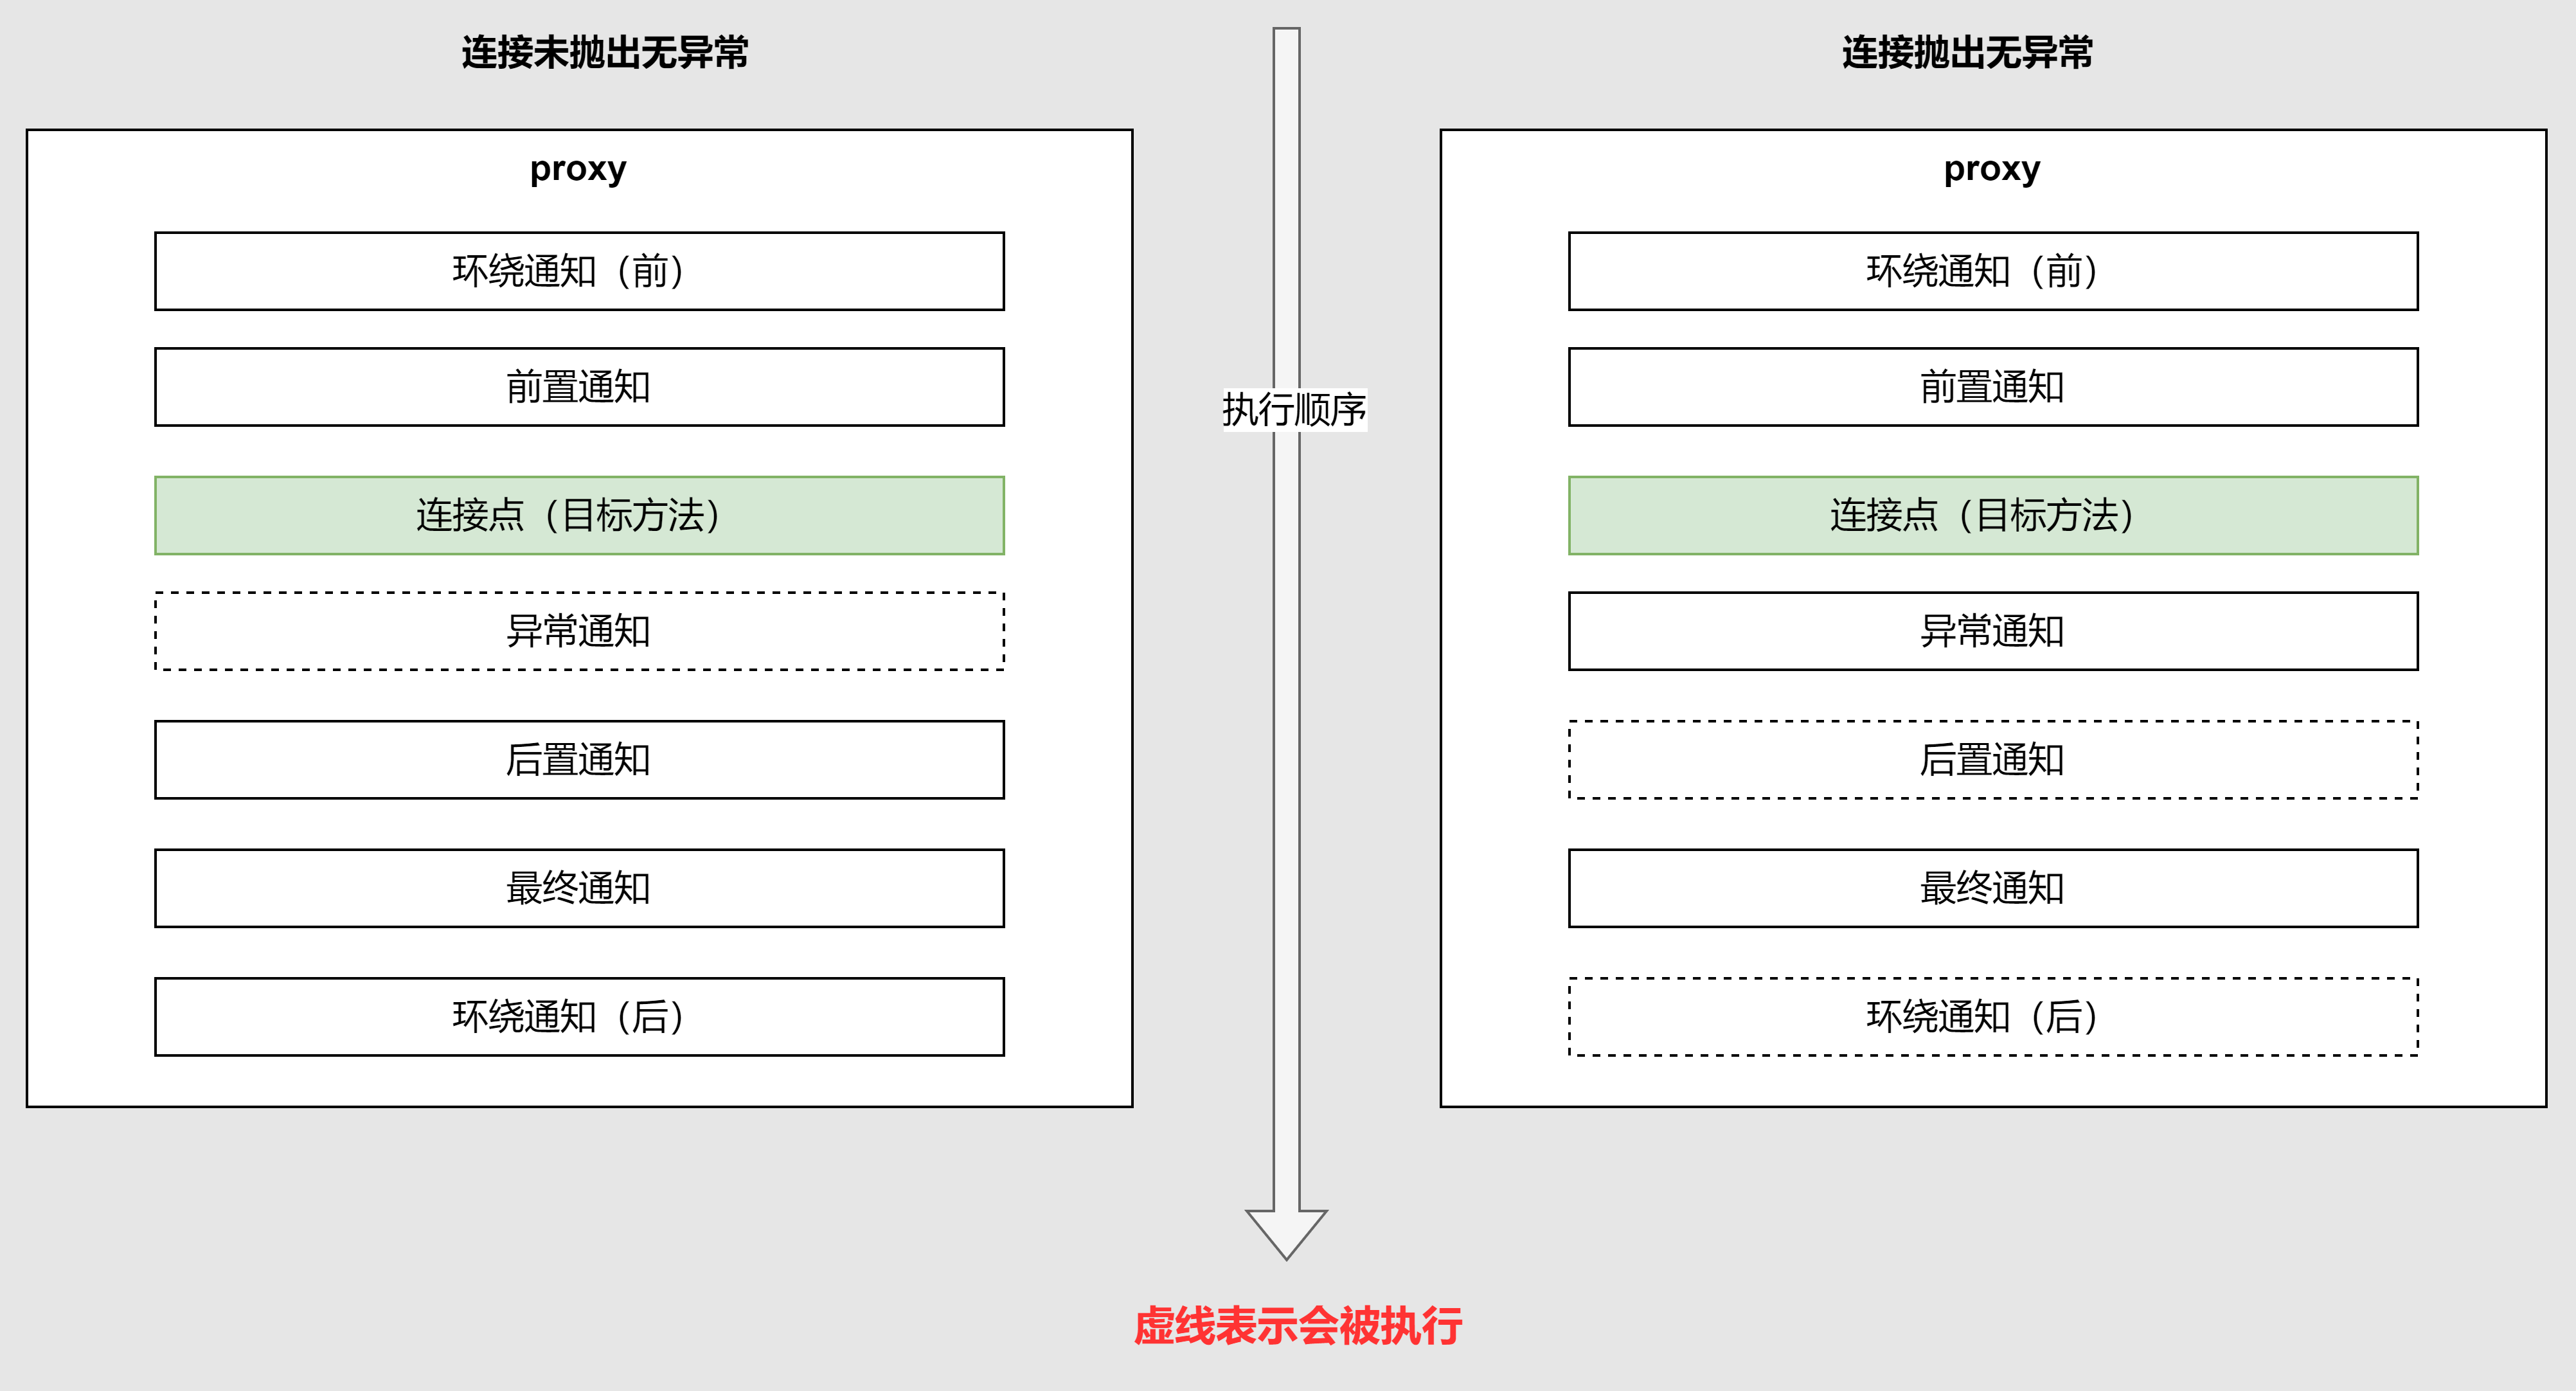 连接未抛出无异常
proxy
环绕通知（前）
前置通知
连接点（目标方法）
异常通知
后置通知
最终通知
环绕通知（后）
执行顺序
连接抛出无异常
proxy
环绕通知（前）
前置通知
连接点（目标方法）
异常通知
后置通知
最终通知
环绕通知（后）
虚线表示会被执行